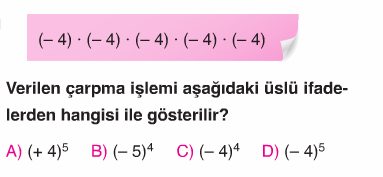 (– 4) · (– 4) · (– 4) · (– 4) · (– 4)
Verilen çarpma işlemi aşağıdaki üslü ifade-
lerden hangisi ile gösterilir?
A) (+ 4)⁵ B) (– 5)⁴ C) (– 4)⁴ D) (– 4)⁵